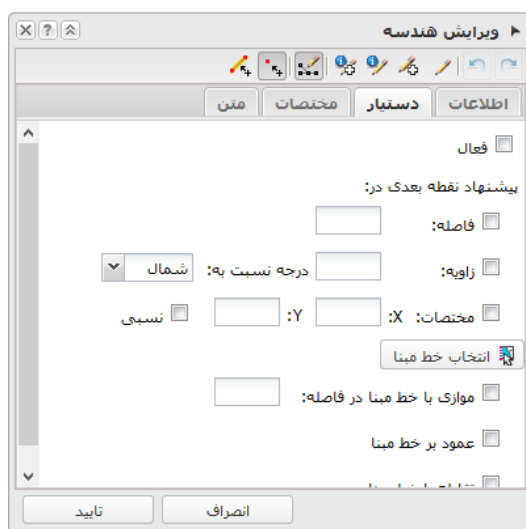 ویرایش هندسه
اطلاعات دستیار مختصات متن
فعال
پیشنهاد نقطه بعدی در:
فاصله:
زاویه: درجه نسبت به: شمال
مختصات: X: Y: نسبی
انتخاب خط مبنا
موازی با خط مبنا در فاصله:
عمود بر خط مبنا
انصراف تایید